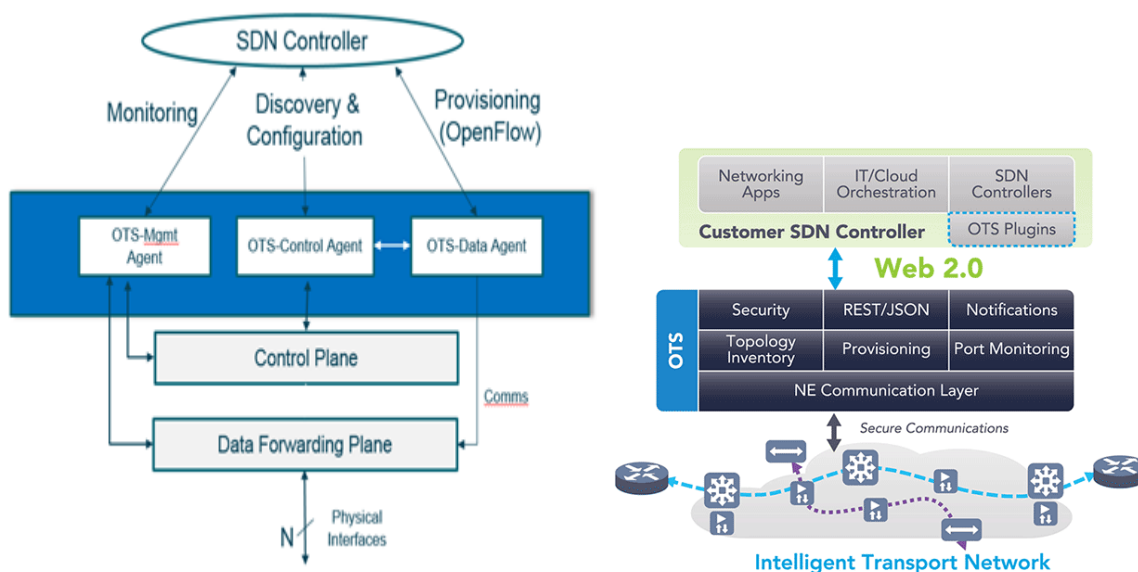 SDN Controller
Monitoring
Discovery &
Configuration
Provisioning
(OpenFlow)
OTS-Mgmt
Agent
OTS-Control Agent
OTS-Data Agent
Control Plane
Comms
Data Forwarding Plane
N
Physical
Interfaces
Networking
Apps
IT/Cloud
Orchestration
SDN
Controllers
Customer SDN Controller
OTS Plugins
Web 2.0
OTS
Security
REST/JSON
Notifications
Topology
Inventory
Provisioning
Port Monitoring
NE Communication Layer
Secure Communications
Intelligent Transport Network